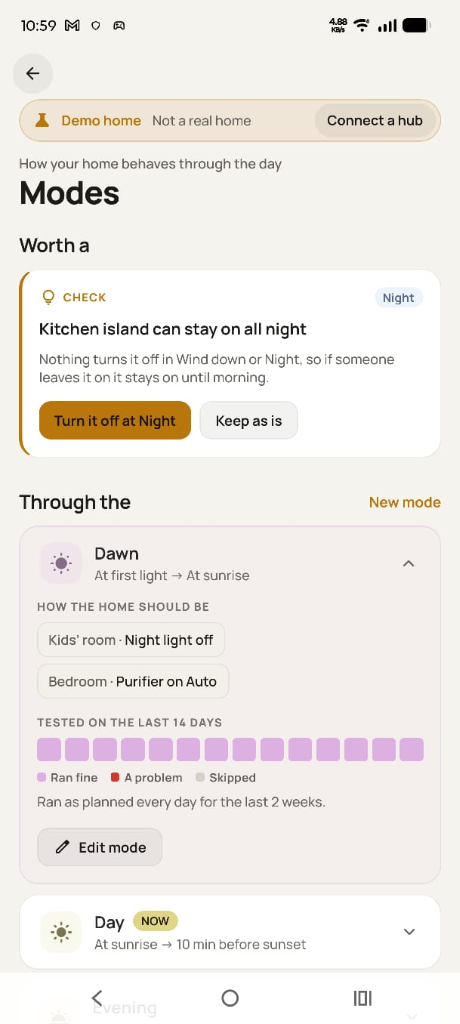 10:59
4.88
KB/s
Demo home Not a real home Connect a hub
How your home behaves through the day
Modes
Worth a
CHECK Night
Kitchen island can stay on all night
Nothing turns it off in Wind down or Night, so if someone
leaves it on it stays on until morning.
Turn it off at Night Keep as is
Through the New mode
Dawn
At first light → At sunrise
HOW THE HOME SHOULD BE
Kids' room · Night light off
Bedroom · Purifier on Auto
TESTED ON THE LAST 14 DAYS
Ran fine A problem Skipped
Ran as planned every day for the last 2 weeks.
Edit mode
Day NOW
At sunrise → 10 min before sunset
Evening